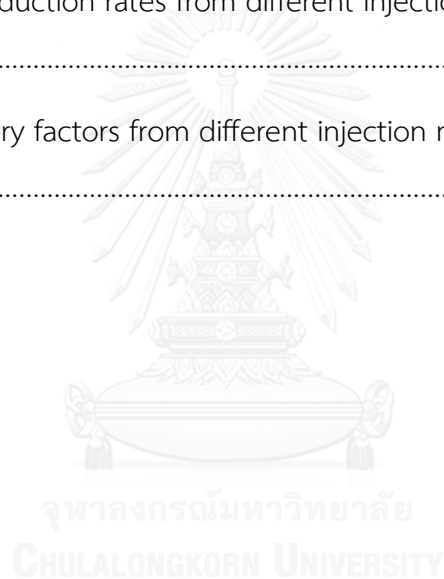 duction rates from different injectio
................................................................................
ry factors from different injection r
................................................................................
จุฬาลงกรณ์มหาวิทยาลัย
CHULALONGKORN UNIVERSITY